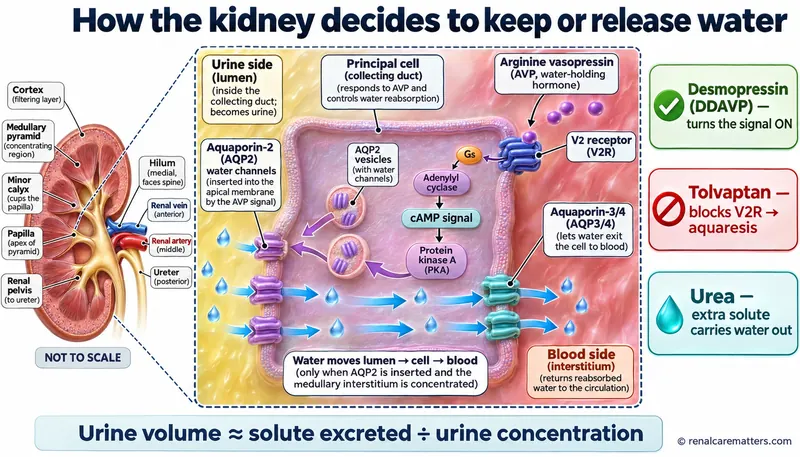 How the kidney decides to keep or release water
Cortex
(filtering layer)
Medullary
pyramid
(concentrating
region)
Minor
calyx
(cups the
papilla)
Papilla
(apex of
pyramid)
Renal
pelvis
(to ureter)
Hilum
(medial,
faces spine)
Renal vein
(anterior)
Renal artery
(middle)
Ureter
(posterior)
NOT TO SCALE
Urine side
(lumen)
(inside the
collecting duct;
becomes urine)
Principal cell
(collecting duct)
(responds to AVP and
controls water reabsorption)
Arginine vasopressin
(AVP, water-holding
hormone)
Aquaporin-2
(AQP2)
water channels
(inserted into the
apical membrane
by the AVP signal)
AQP2
vesicles
(with water
channels)
Gs
V2 receptor
(V2R)
Adenylyl
cyclase
cAMP signal
Protein
kinase A
(PKA)
Aquaporin-3/4
(AQP3/4)
(lets water exit
the cell to blood)
Water moves lumen → cell → blood
(only when AQP2 is inserted and the
medullary interstitium is concentrated)
Blood side
(interstitium)
(returns reabsorbed
water to the circulation)
Desmopressin
(DDAVP) —
turns the signal ON
Tolvaptan —
blocks V2R →
aquaresis
Urea —
extra solute
carries water out
Urine volume ≈ solute excreted ÷ urine concentration
© renalcarematters.com